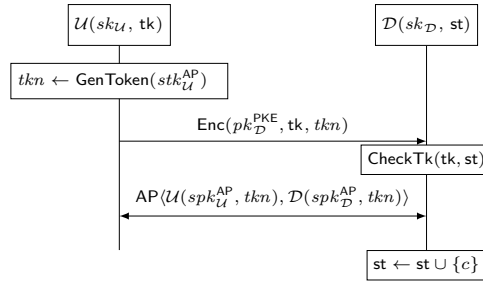 𝒰(sk_𝒰, tk) 𝒟(sk_𝒟, st)
tkn ← GenToken(stk_𝒰^AP)
Enc(pk_𝒟^PKE, tk, tkn)
CheckTk(tk, st)
AP⟨𝒰(spk_𝒰^AP, tkn), 𝒟(spk_𝒟^AP, tkn)⟩
st ← st ∪ {c}